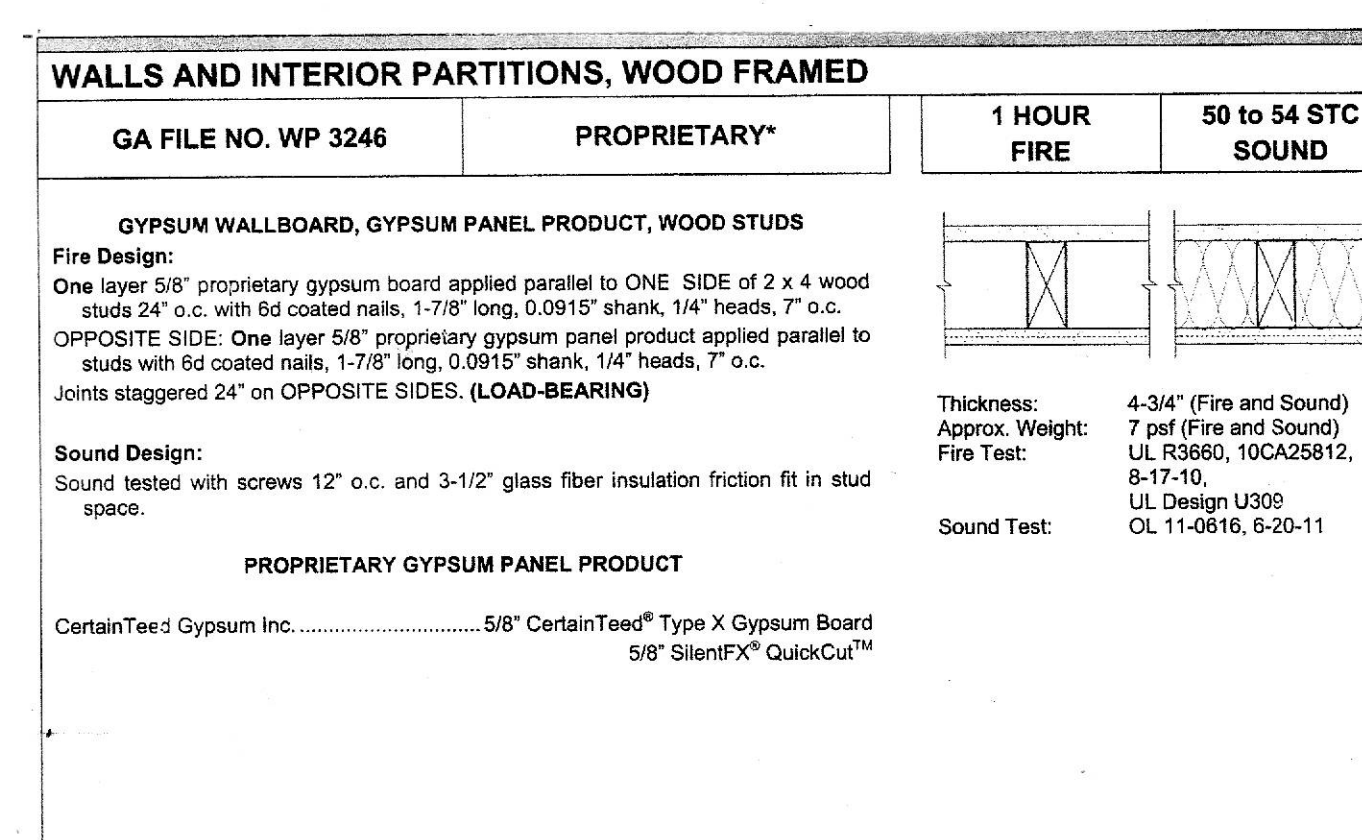 WALLS AND INTERIOR PARTITIONS, WOOD FRAMED
GA FILE NO. WP 3246
PROPRIETARY*
1 HOUR
FIRE
50 to 54 STC
SOUND
GYPSUM WALLBOARD, GYPSUM PANEL PRODUCT, WOOD STUDS
Fire Design:
One layer 5/8" proprietary gypsum board applied parallel to ONE SIDE of 2 x 4 wood
studs 24" o.c. with 6d coated nails, 1-7/8" long, 0.0915" shank, 1/4" heads, 7" o.c.
OPPOSITE SIDE: One layer 5/8" proprietary gypsum panel product applied parallel to
studs with 6d coated nails, 1-7/8" long, 0.0915" shank, 1/4" heads, 7" o.c.
Joints staggered 24" on OPPOSITE SIDES. (LOAD-BEARING)
Sound Design:
Sound tested with screws 12" o.c. and 3-1/2" glass fiber insulation friction fit in stud
space.
PROPRIETARY GYPSUM PANEL PRODUCT
CertainTeed Gypsum Inc. .............................. 5/8" CertainTeed® Type X Gypsum Board
5/8" SilentFX® QuickCut™
Thickness: 4-3/4" (Fire and Sound)
Approx. Weight: 7 psf (Fire and Sound)
Fire Test: UL R3660, 10CA25812,
8-17-10,
UL Design U309
Sound Test: OL 11-0616, 6-20-11